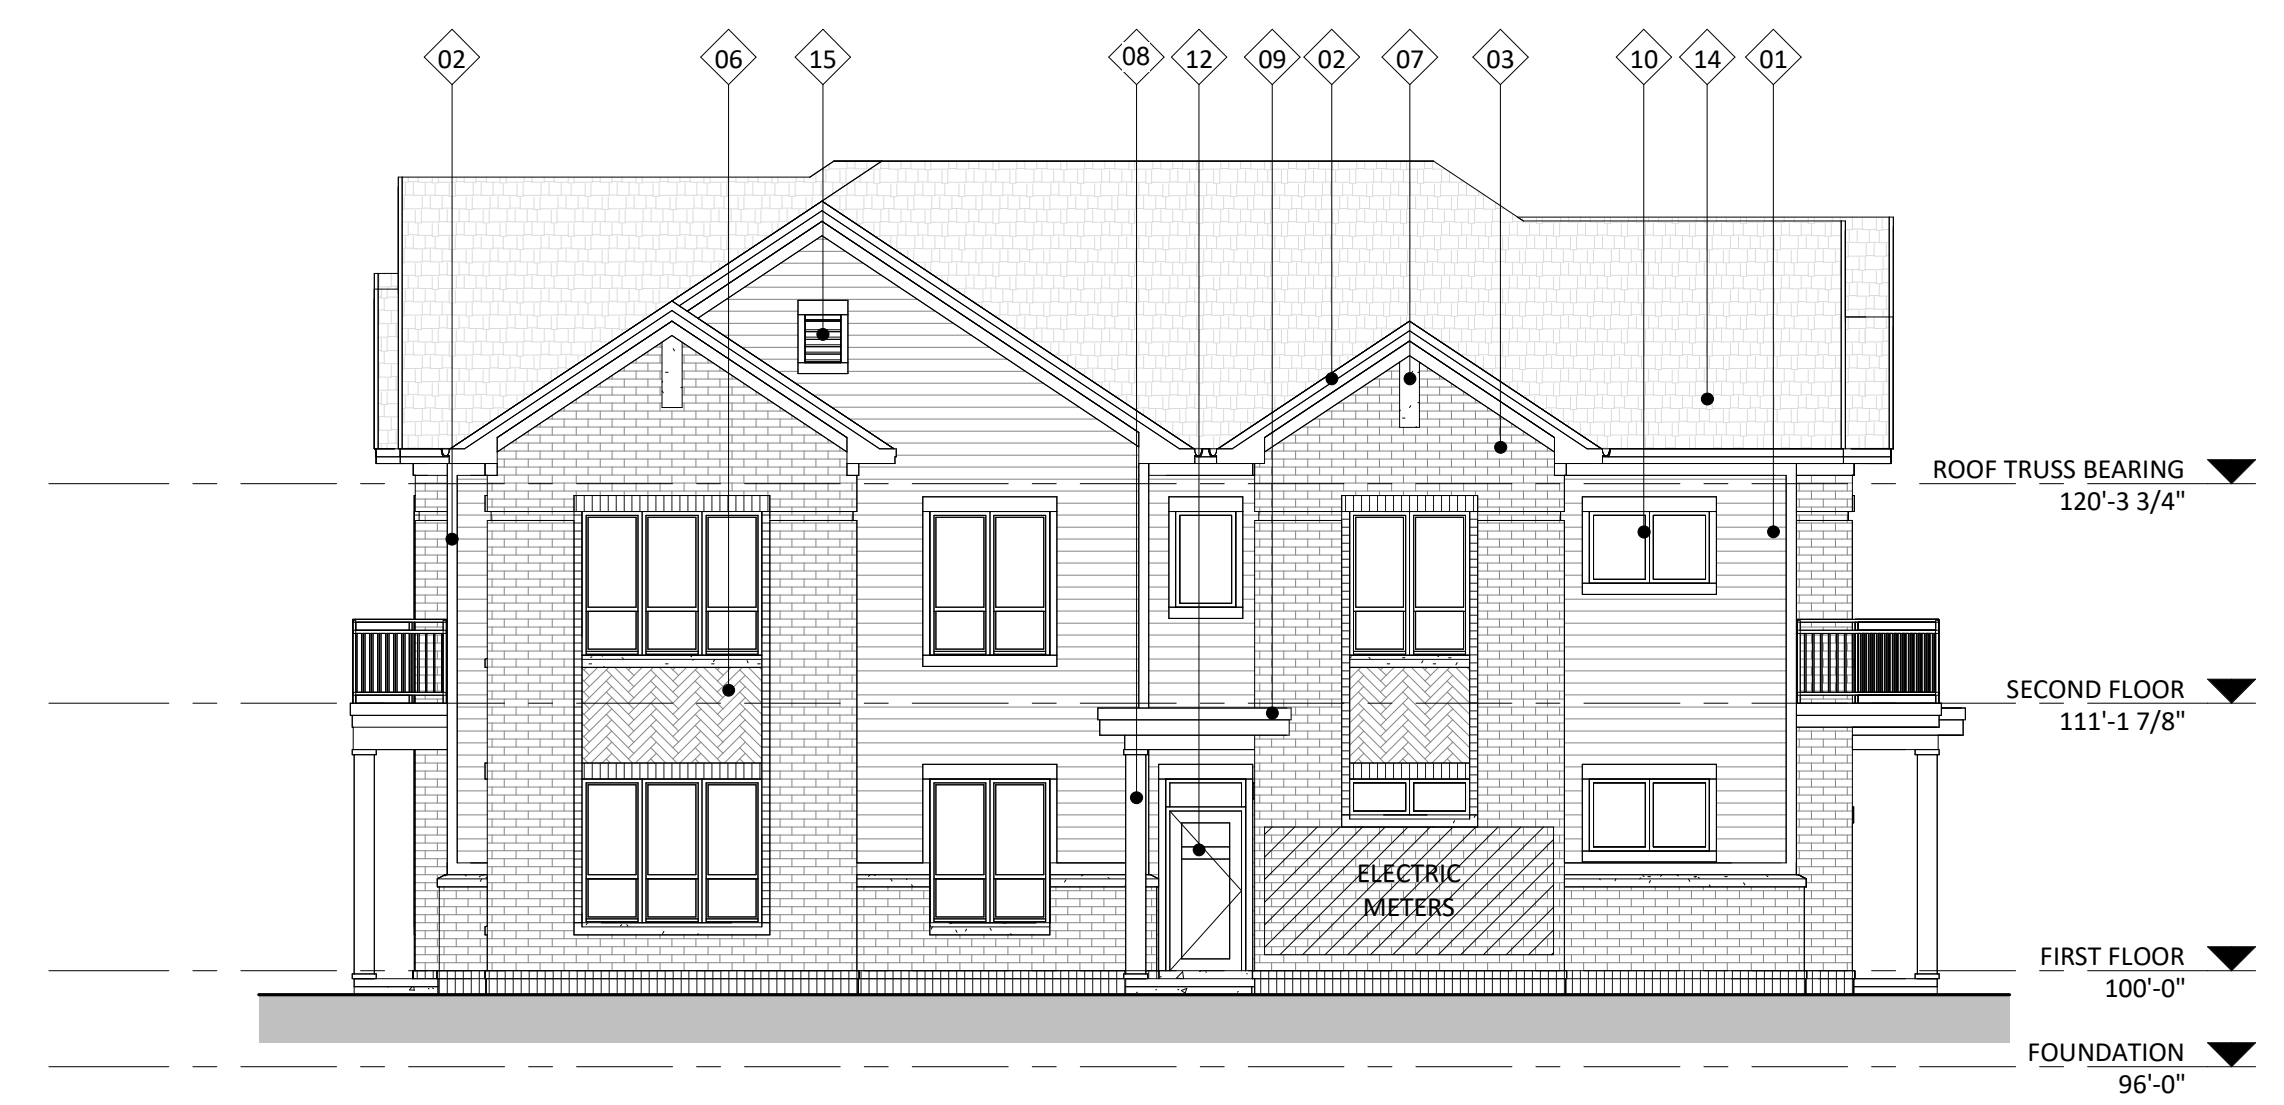 02 06 15 08 12 09 02 07 03 10 14 01
ROOF TRUSS BEARING
120'-3 3/4"
SECOND FLOOR
111'-1 7/8"
ELECTRIC
METERS
FIRST FLOOR
100'-0"
FOUNDATION
96'-0"